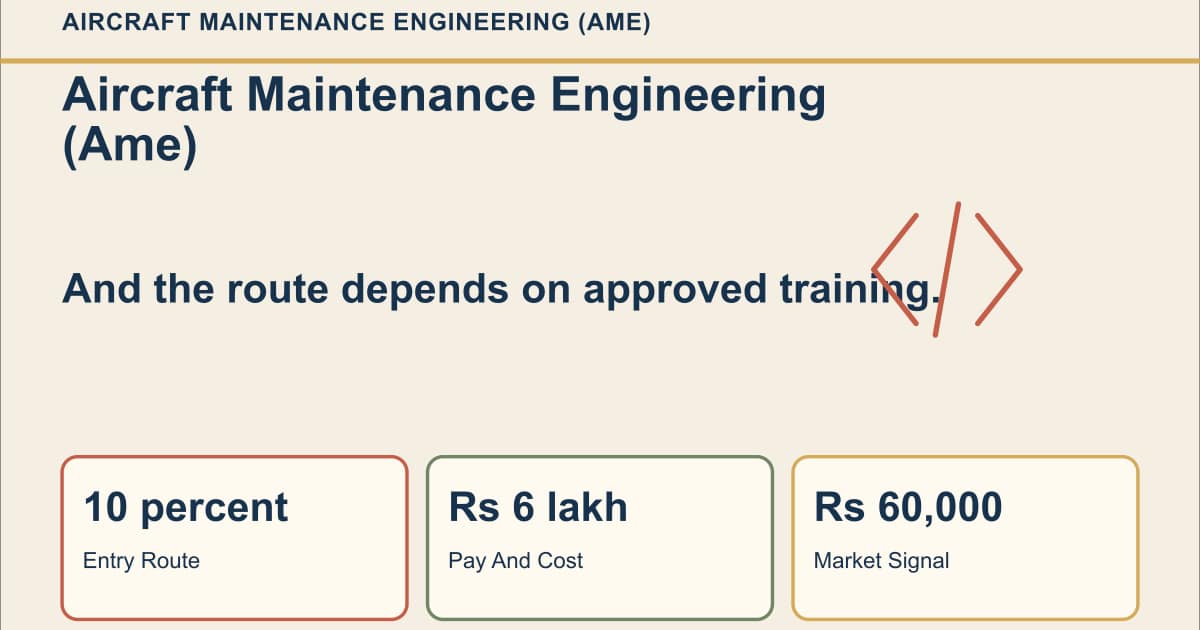 AIRCRAFT MAINTENANCE ENGINEERING (AME)
Aircraft Maintenance Engineering
(Ame)
And the route depends on approved training.
10 percent
Entry Route
Rs 6 lakh
Pay And Cost
Rs 60,000
Market Signal